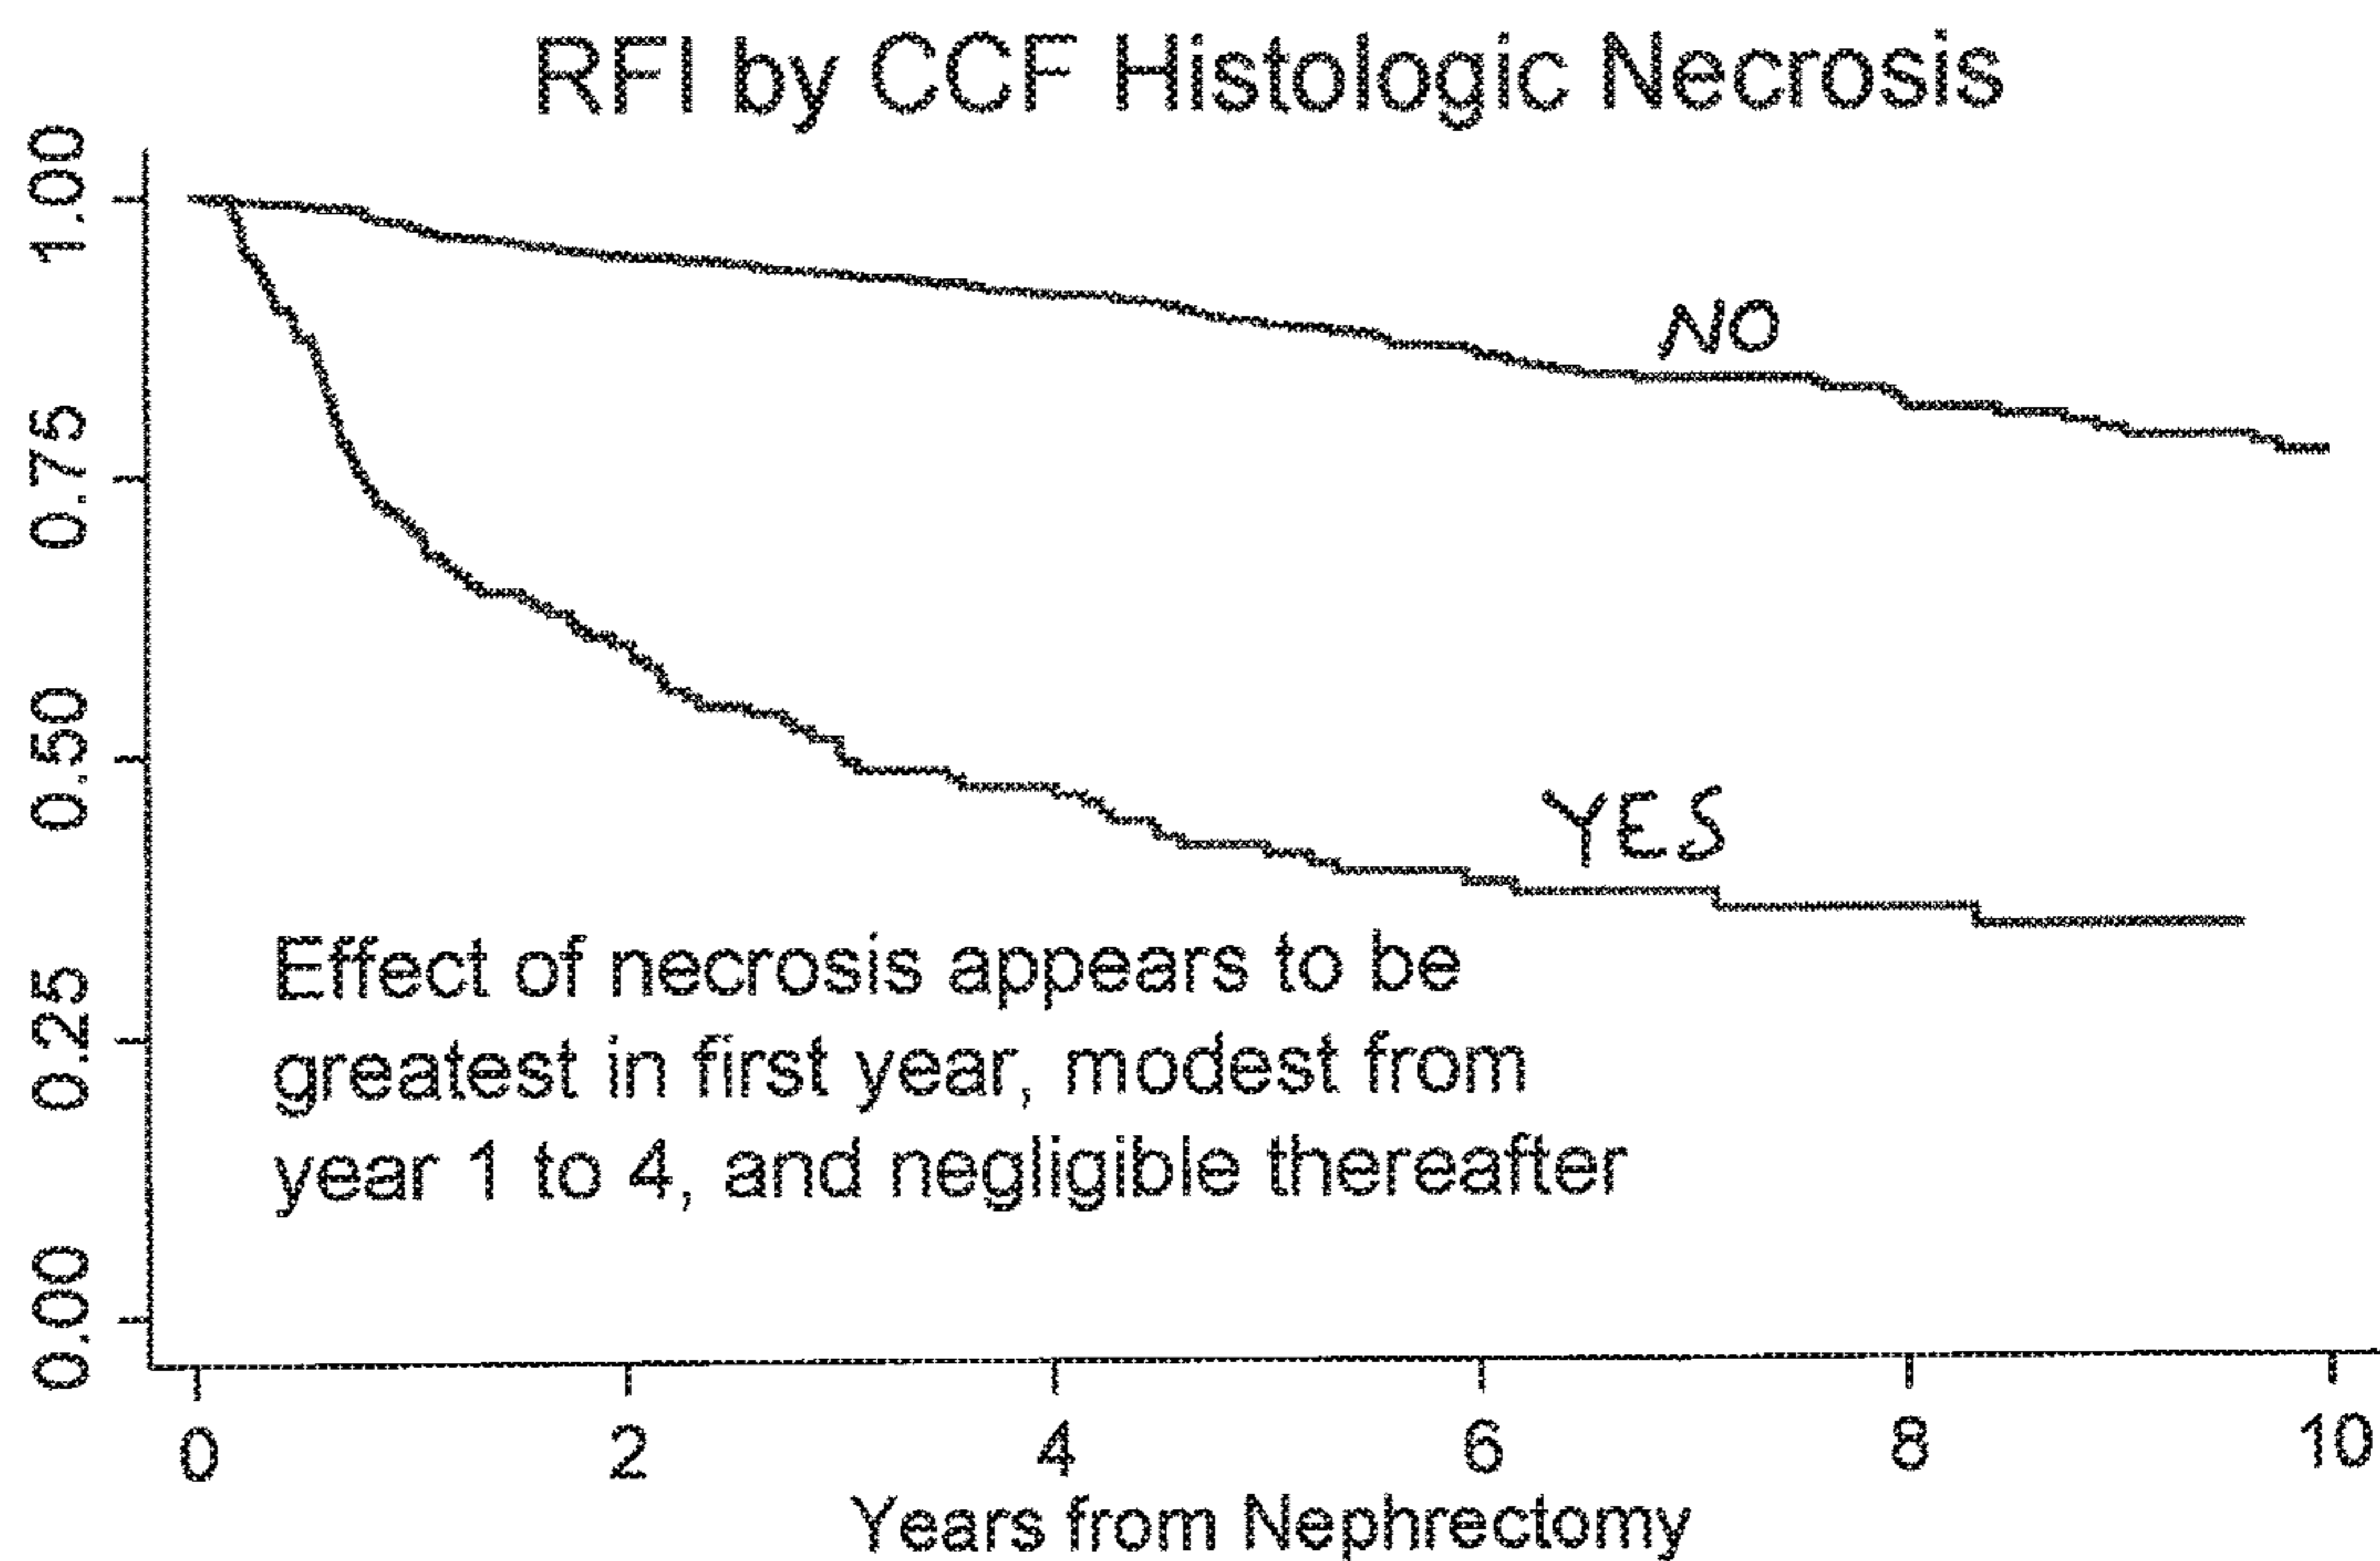 RFI by CCF Histologic Necrosis
1.00
0.75
0.50
0.25
0.00
NO
YES
Effect of necrosis appears to be
greatest in first year, modest from
year 1 to 4, and negligible thereafter
0 2 4 6 8 10
Years from Nephrectomy